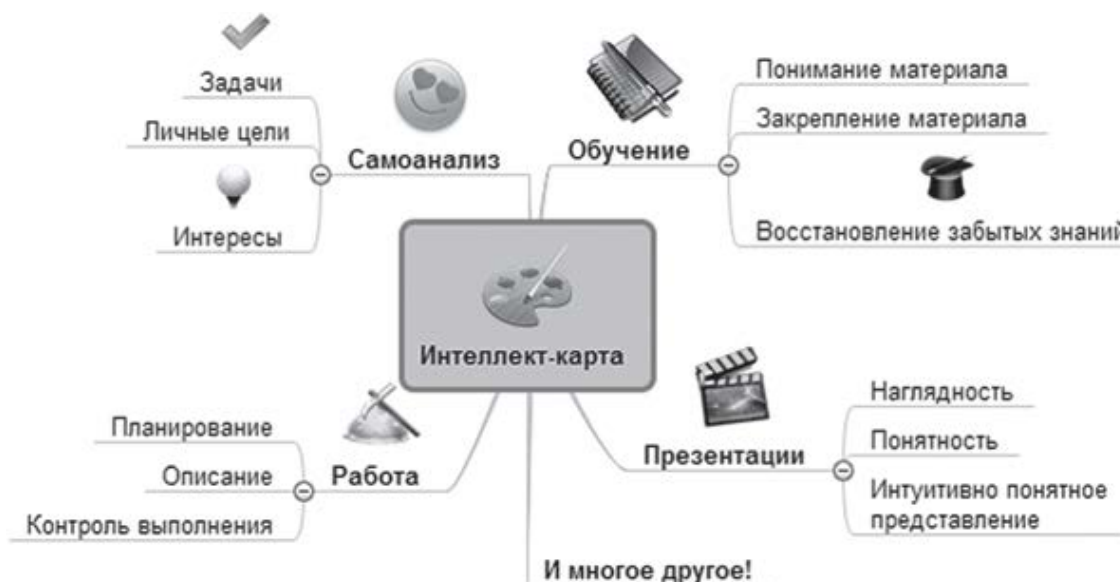 Задачи
Личные цели
Интересы
Самоанализ
Обучение
Понимание материала
Закрепление материала
Восстановление забытых знаний
Интеллект-карта
Планирование
Описание
Контроль выполнения
Работа
Презентации
Наглядность
Понятность
Интуитивно понятное
представление
И многое другое!